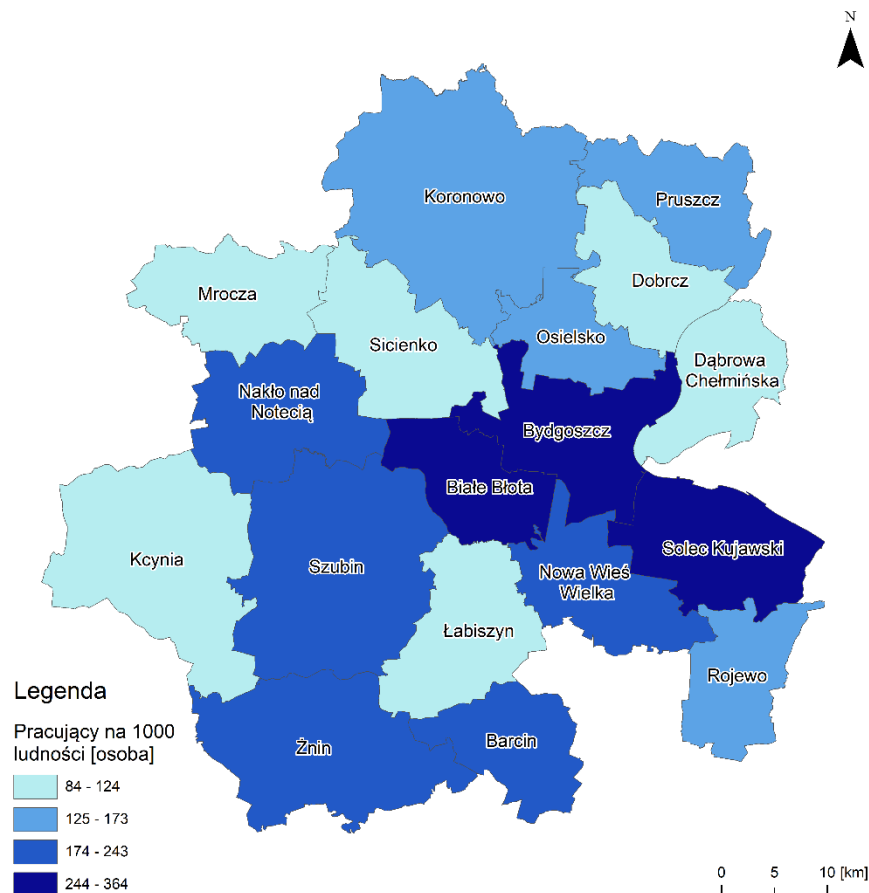 N
Koronowo
Pruszcz
Dobrcz
Mrocza
Osielsko
Sicienko
Dąbrowa
Chełmińska
Nakło nad
Notecią
Bydgoszcz
Białe Błota
Solec Kujawski
Kcynia
Szubin
Nowa Wieś
Wielka
Łabiszyn
Rojewo
Żnin
Barcin
Legenda
Pracujący na 1000
ludności [osoba]
84 - 124
125 - 173
174 - 243
244 - 364
0 5 10 [km]